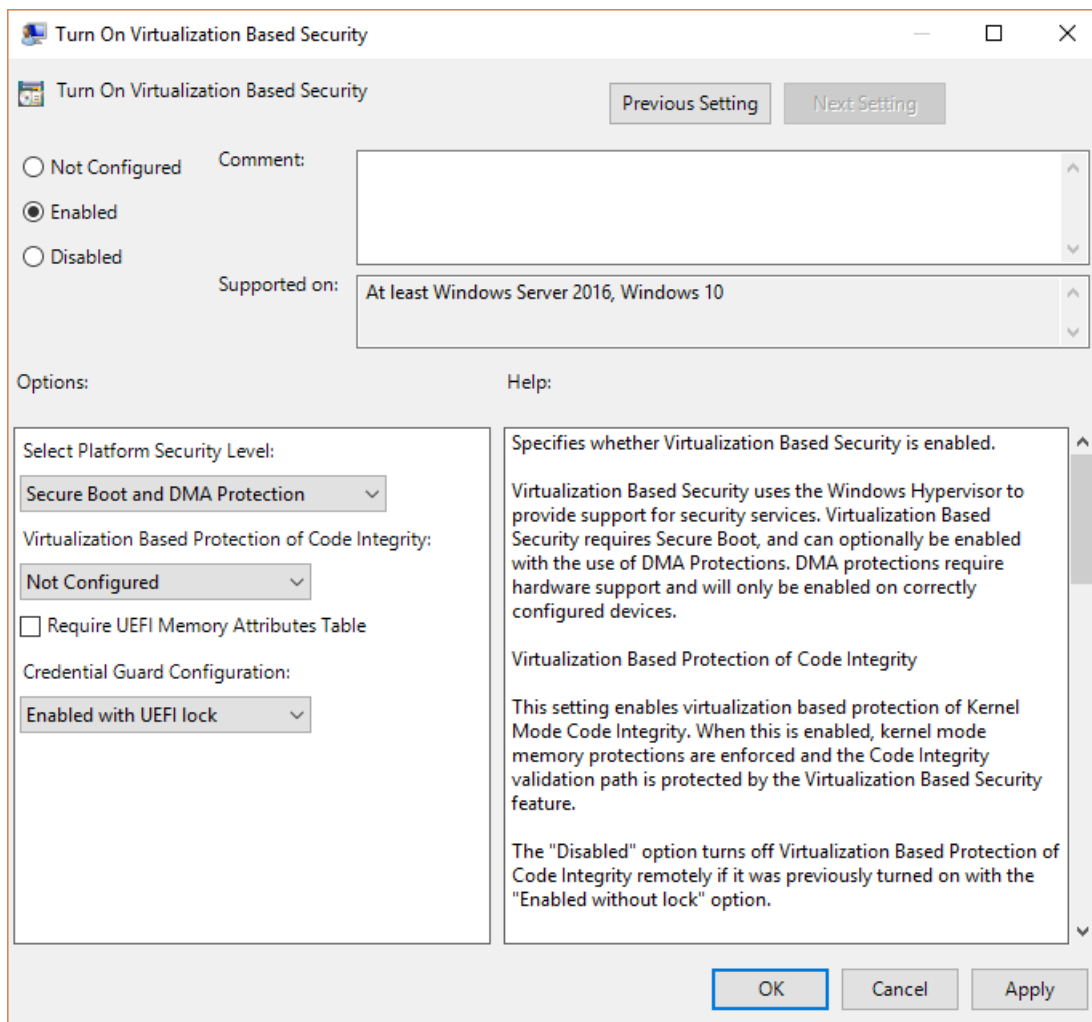 Turn On Virtualization Based Security
Turn On Virtualization Based Security
Previous Setting
Next Setting
Not Configured
Enabled
Disabled
Comment:
Supported on:
At least Windows Server 2016, Windows 10
Options:
Help:
Select Platform Security Level:
Secure Boot and DMA Protection
Virtualization Based Protection of Code Integrity:
Not Configured
Require UEFI Memory Attributes Table
Credential Guard Configuration:
Enabled with UEFI lock
Specifies whether Virtualization Based Security is enabled.
Virtualization Based Security uses the Windows Hypervisor to
provide support for security services. Virtualization Based
Security requires Secure Boot, and can optionally be enabled
with the use of DMA Protections. DMA protections require
hardware support and will only be enabled on correctly
configured devices.
Virtualization Based Protection of Code Integrity
This setting enables virtualization based protection of Kernel
Mode Code Integrity. When this is enabled, kernel mode
memory protections are enforced and the Code Integrity
validation path is protected by the Virtualization Based Security
feature.
The "Disabled" option turns off Virtualization Based Protection of
Code Integrity remotely if it was previously turned on with the
"Enabled without lock" option.
OK
Cancel
Apply